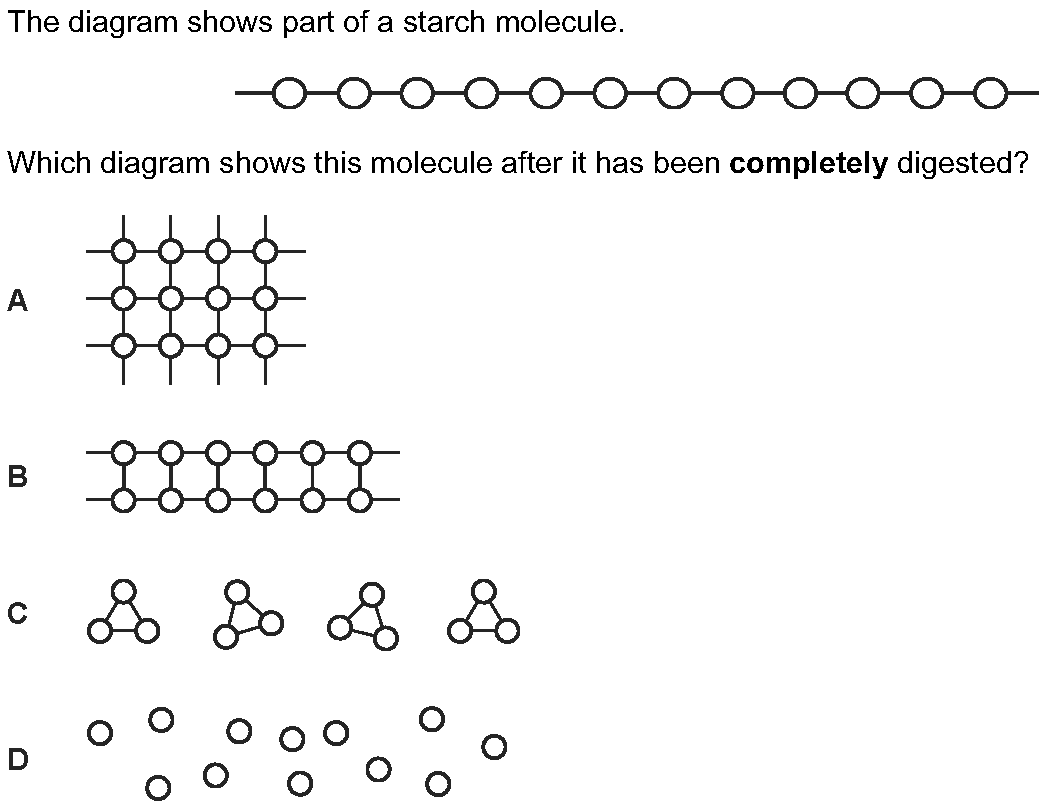 The diagram shows part of a starch molecule.
Which diagram shows this molecule after it has been completely digested?
A
B
C
D